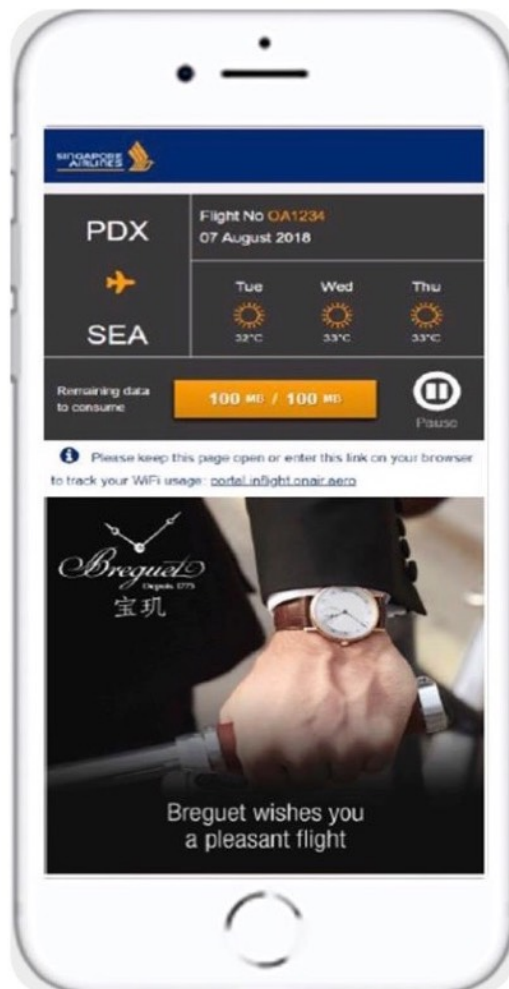 SINGAPORE
AIRLINES
PDX
SEA
Flight No OA1234
07 August 2018
Tue Wed Thu
32°C 33°C 33°C
Remaining data
to consume
100 MB / 100 MB
Pause
Please keep this page open or enter this link on your browser
to track your WiFi usage: portal.inflight.onair.aero
Breguet
Depuis 1775
宝玑
Breguet wishes you
a pleasant flight